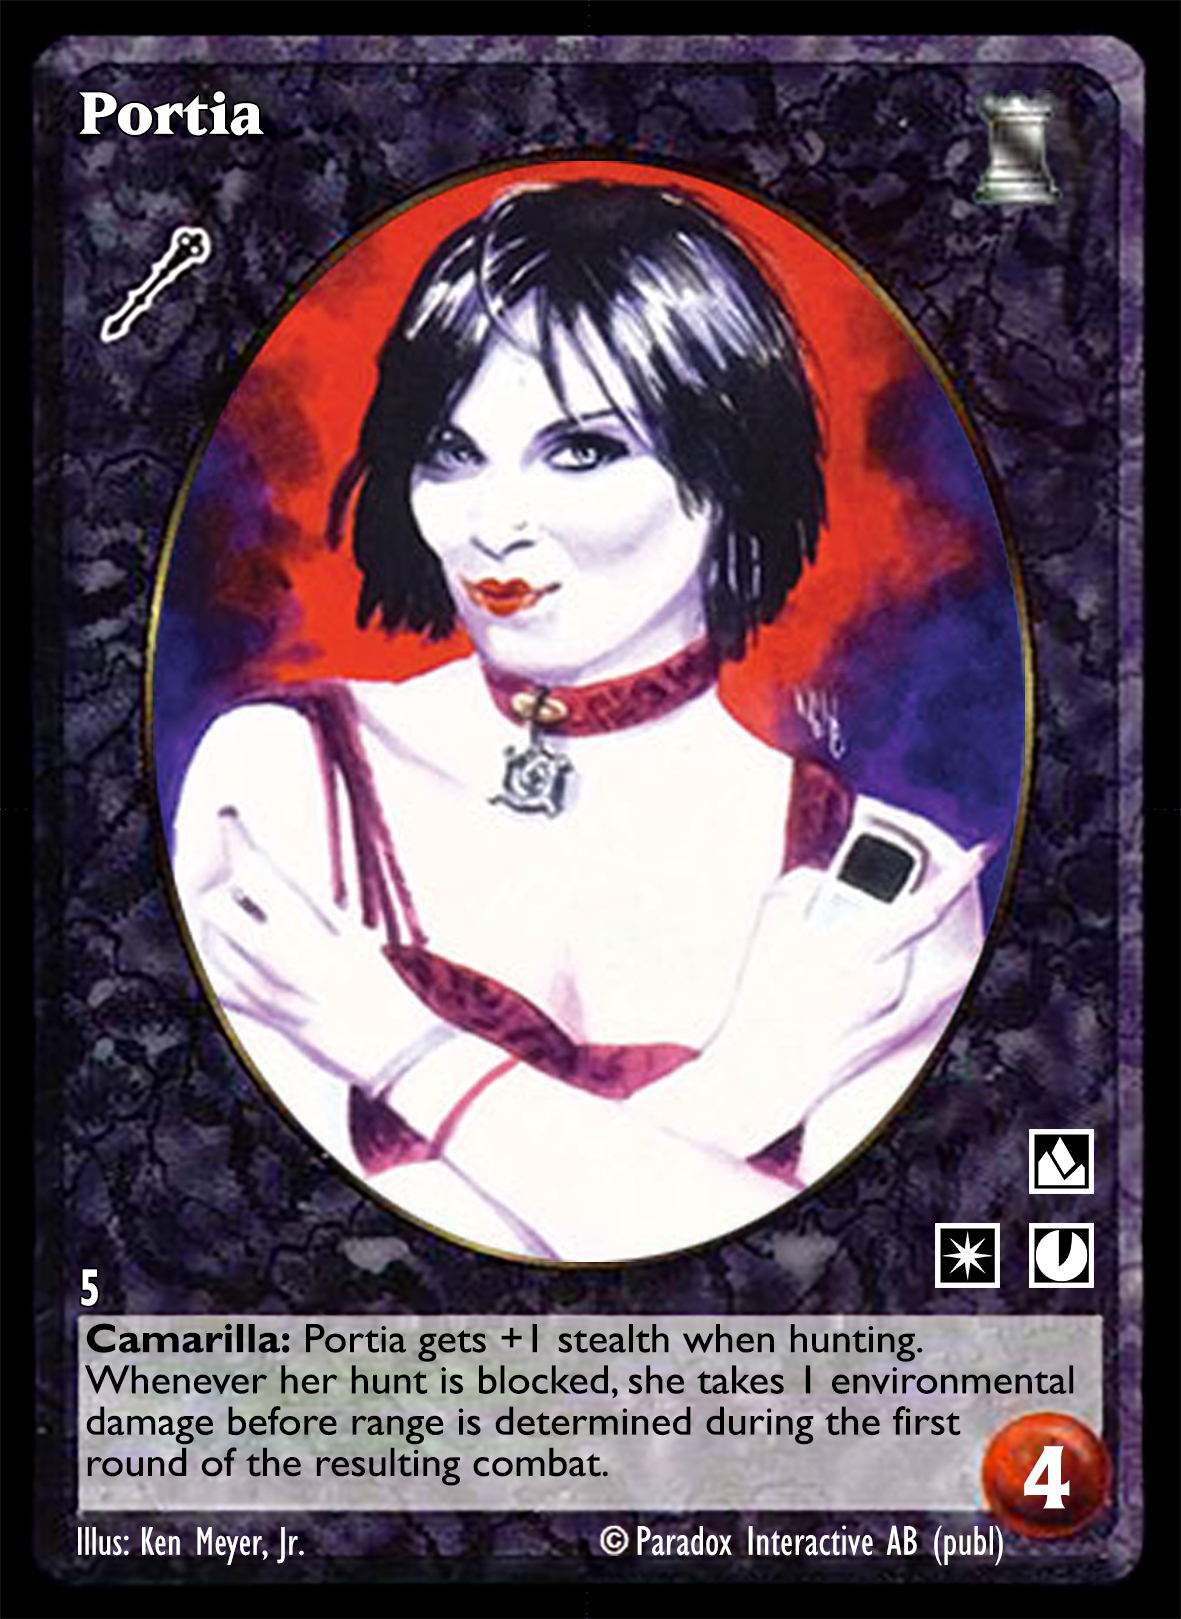 Portia
5
Camarilla: Portia gets +1 stealth when hunting.
Whenever her hunt is blocked, she takes 1 environmental
damage before range is determined during the first
round of the resulting combat.
4
Illus: Ken Meyer, Jr.
© Paradox Interactive AB (publ)